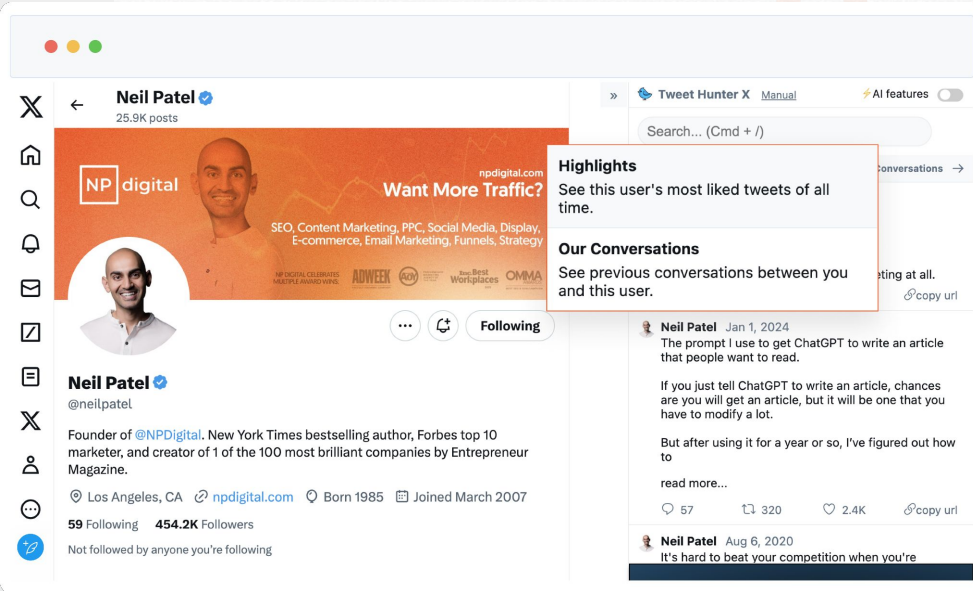 Neil Patel
25.9K posts
NP digital
npdigital.com
Want More Traffic?
SEO, Content Marketing, PPC, Social Media, Display,
E-commerce, Email Marketing, Funnels, Strategy
NP DIGITAL CELEBRATES
MULTIPLE AWARD WINS:
ADWEEK
Best Workplaces
OMMA
Following
Neil Patel
@neilpatel
Founder of @NPDigital. New York Times bestselling author, Forbes top 10
marketer, and creator of 1 of the 100 most brilliant companies by Entrepreneur
Magazine.
Los Angeles, CA npdigital.com Born 1985 Joined March 2007
59 Following 454.2K Followers
Not followed by anyone you're following
» Tweet Hunter X Manual ⚡AI features
Search... (Cmd + /)
Highlights
See this user's most liked tweets of all
time.
Our Conversations
See previous conversations between you
and this user.
onversations →
eting at all.
copy url
Neil Patel Jan 1, 2024
The prompt I use to get ChatGPT to write an article
that people want to read.
If you just tell ChatGPT to write an article, chances
are you will get an article, but it will be one that you
have to modify a lot.
But after using it for a year or so, I've figured out how
to
read more...
57 320 2.4K copy url
Neil Patel Aug 6, 2020
It's hard to beat your competition when you're